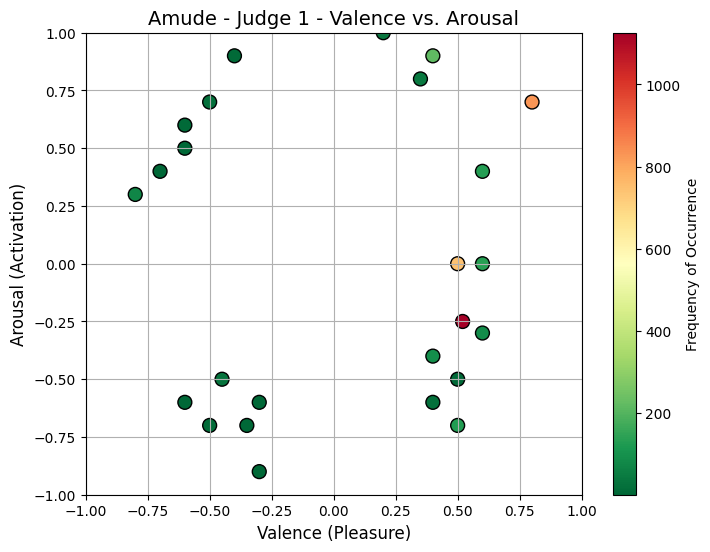 Amude - Judge 1 - Valence vs. Arousal
1.00
0.75
0.50
0.25
0.00
−0.25
−0.50
−0.75
−1.00
Arousal (Activation)
−1.00 −0.75 −0.50 −0.25 0.00 0.25 0.50 0.75 1.00
Valence (Pleasure)
1000
800
600
400
200
Frequency of Occurrence